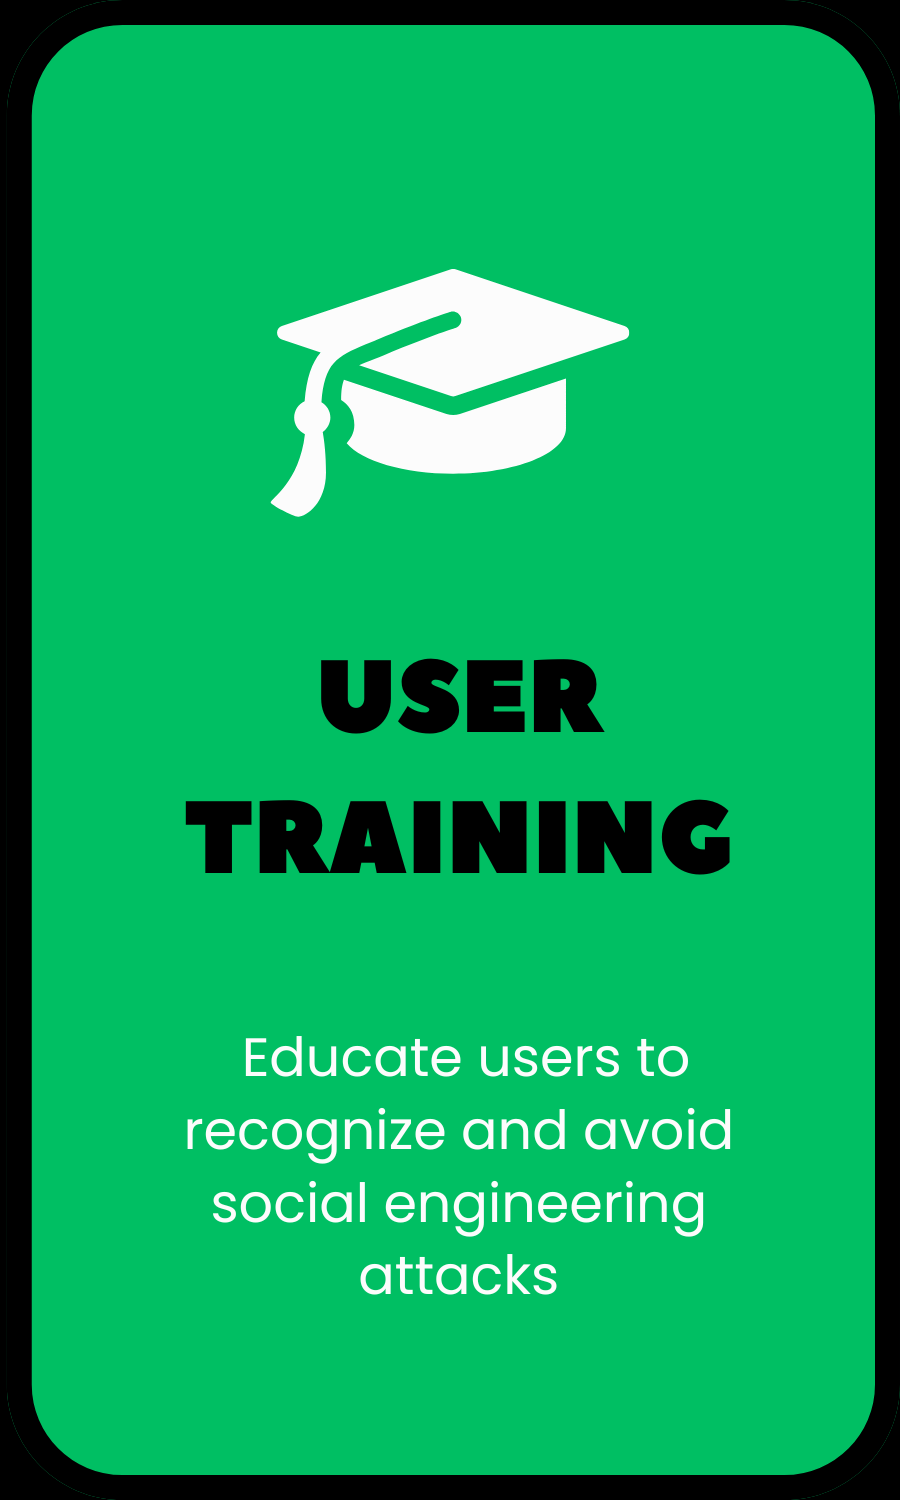 USER
TRAINING
Educate users to
recognize and avoid
social engineering
attacks